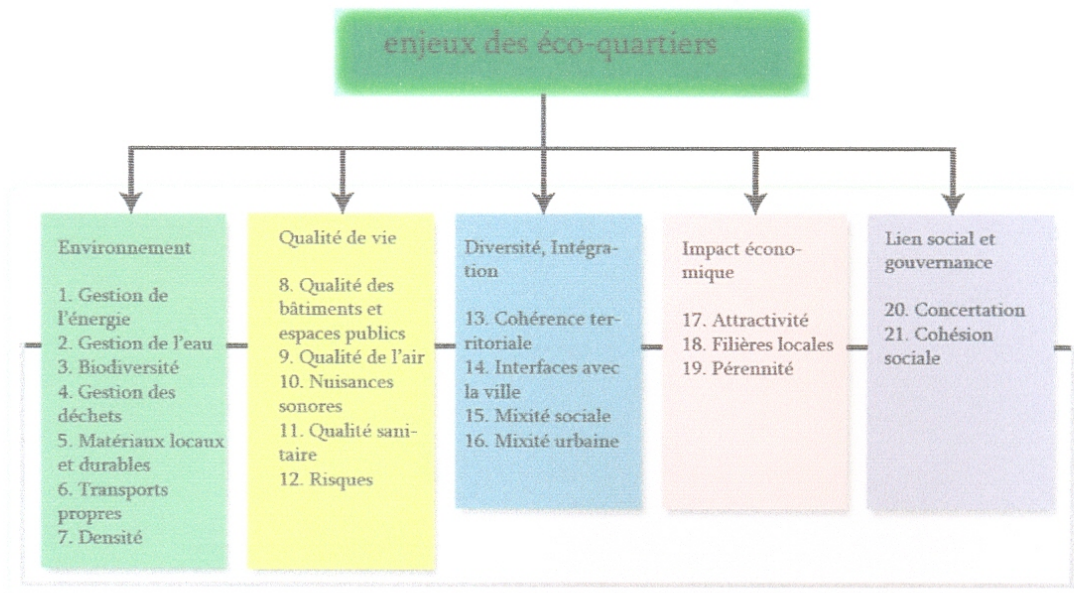 enjeux des éco-quartiers
Environnement
1. Gestion de
l'énergie
2. Gestion de l'eau
3. Biodiversité
4. Gestion des
déchets
5. Matériaux locaux
et durables
6. Transports
propres
7. Densité
Qualité de vie
8. Qualité des
bâtiments et
espaces publics
9. Qualité de l'air
10. Nuisances
sonores
11. Qualité sani-
taire
12. Risques
Diversité, Intégra-
tion
13. Cohérence ter-
ritoriale
14. Interfaces avec
la ville
15. Mixité sociale
16. Mixité urbaine
Impact écono-
mique
17. Attractivité
18. Filières locales
19. Pérennité
Lien social et
gouvernance
20. Concertation
21. Cohésion
sociale